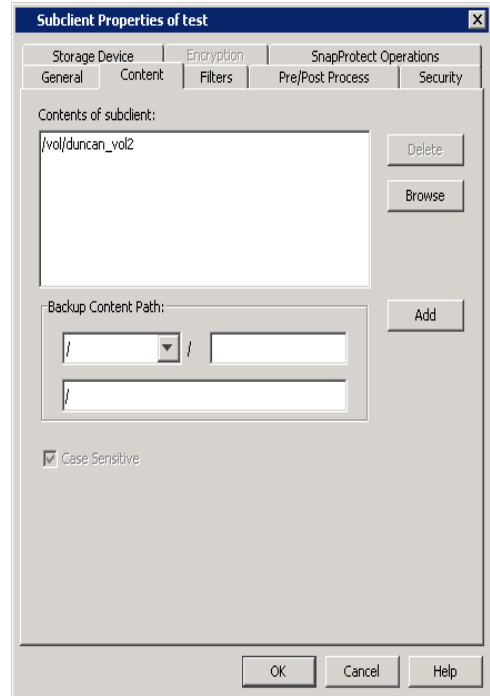 Subclient Properties of test
Storage Device Encryption SnapProtect Operations
General Content Filters Pre/Post Process Security
Contents of subclient:
/vol/duncan_vol2
Delete
Browse
Backup Content Path:
Add
/ /
/
Case Sensitive
OK Cancel Help